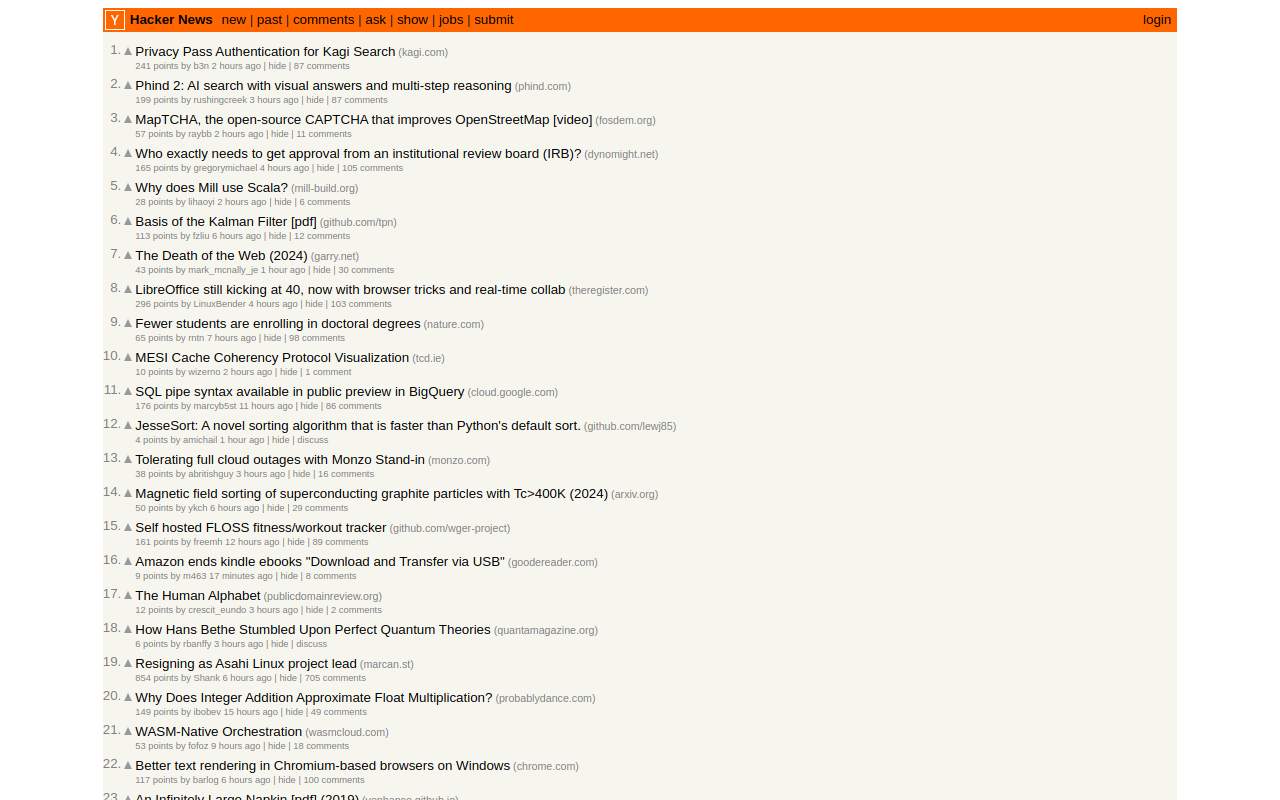 Y Hacker News new | past | comments | ask | show | jobs | submit login
1. ▲ Privacy Pass Authentication for Kagi Search (kagi.com)
241 points by b3n 2 hours ago | hide | 87 comments
2. ▲ Phind 2: AI search with visual answers and multi-step reasoning (phind.com)
199 points by rushingcreek 3 hours ago | hide | 87 comments
3. ▲ MapTCHA, the open-source CAPTCHA that improves OpenStreetMap [video] (fosdem.org)
57 points by raybb 2 hours ago | hide | 11 comments
4. ▲ Who exactly needs to get approval from an institutional review board (IRB)? (dynomight.net)
165 points by gregorymichael 4 hours ago | hide | 105 comments
5. ▲ Why does Mill use Scala? (mill-build.org)
28 points by lihaoyi 2 hours ago | hide | 6 comments
6. ▲ Basis of the Kalman Filter [pdf] (github.com/tpn)
113 points by fzliu 6 hours ago | hide | 12 comments
7. ▲ The Death of the Web (2024) (garry.net)
43 points by mark_mcnally_je 1 hour ago | hide | 30 comments
8. ▲ LibreOffice still kicking at 40, now with browser tricks and real-time collab (theregister.com)
296 points by LinuxBender 4 hours ago | hide | 103 comments
9. ▲ Fewer students are enrolling in doctoral degrees (nature.com)
65 points by rntn 7 hours ago | hide | 98 comments
10. ▲ MESI Cache Coherency Protocol Visualization (tcd.ie)
10 points by wizerno 2 hours ago | hide | 1 comment
11. ▲ SQL pipe syntax available in public preview in BigQuery (cloud.google.com)
176 points by marcyb5st 11 hours ago | hide | 86 comments
12. ▲ JesseSort: A novel sorting algorithm that is faster than Python's default sort. (github.com/lewj85)
4 points by amichail 1 hour ago | hide | discuss
13. ▲ Tolerating full cloud outages with Monzo Stand-in (monzo.com)
38 points by abritishguy 3 hours ago | hide | 16 comments
14. ▲ Magnetic field sorting of superconducting graphite particles with Tc>400K (2024) (arxiv.org)
50 points by ykch 6 hours ago | hide | 29 comments
15. ▲ Self hosted FLOSS fitness/workout tracker (github.com/wger-project)
161 points by freemh 12 hours ago | hide | 89 comments
16. ▲ Amazon ends kindle ebooks "Download and Transfer via USB" (goodereader.com)
9 points by m463 17 minutes ago | hide | 8 comments
17. ▲ The Human Alphabet (publicdomainreview.org)
12 points by crescit_eundo 3 hours ago | hide | 2 comments
18. ▲ How Hans Bethe Stumbled Upon Perfect Quantum Theories (quantamagazine.org)
6 points by rbanffy 3 hours ago | hide | discuss
19. ▲ Resigning as Asahi Linux project lead (marcan.st)
854 points by Shank 6 hours ago | hide | 705 comments
20. ▲ Why Does Integer Addition Approximate Float Multiplication? (probablydance.com)
149 points by ibobev 15 hours ago | hide | 49 comments
21. ▲ WASM-Native Orchestration (wasmcloud.com)
53 points by fofoz 9 hours ago | hide | 18 comments
22. ▲ Better text rendering in Chromium-based browsers on Windows (chrome.com)
117 points by barlog 6 hours ago | hide | 100 comments
23. ▲ An Infinitely Large Napkin [pdf] (2019) (venhance.github.io)